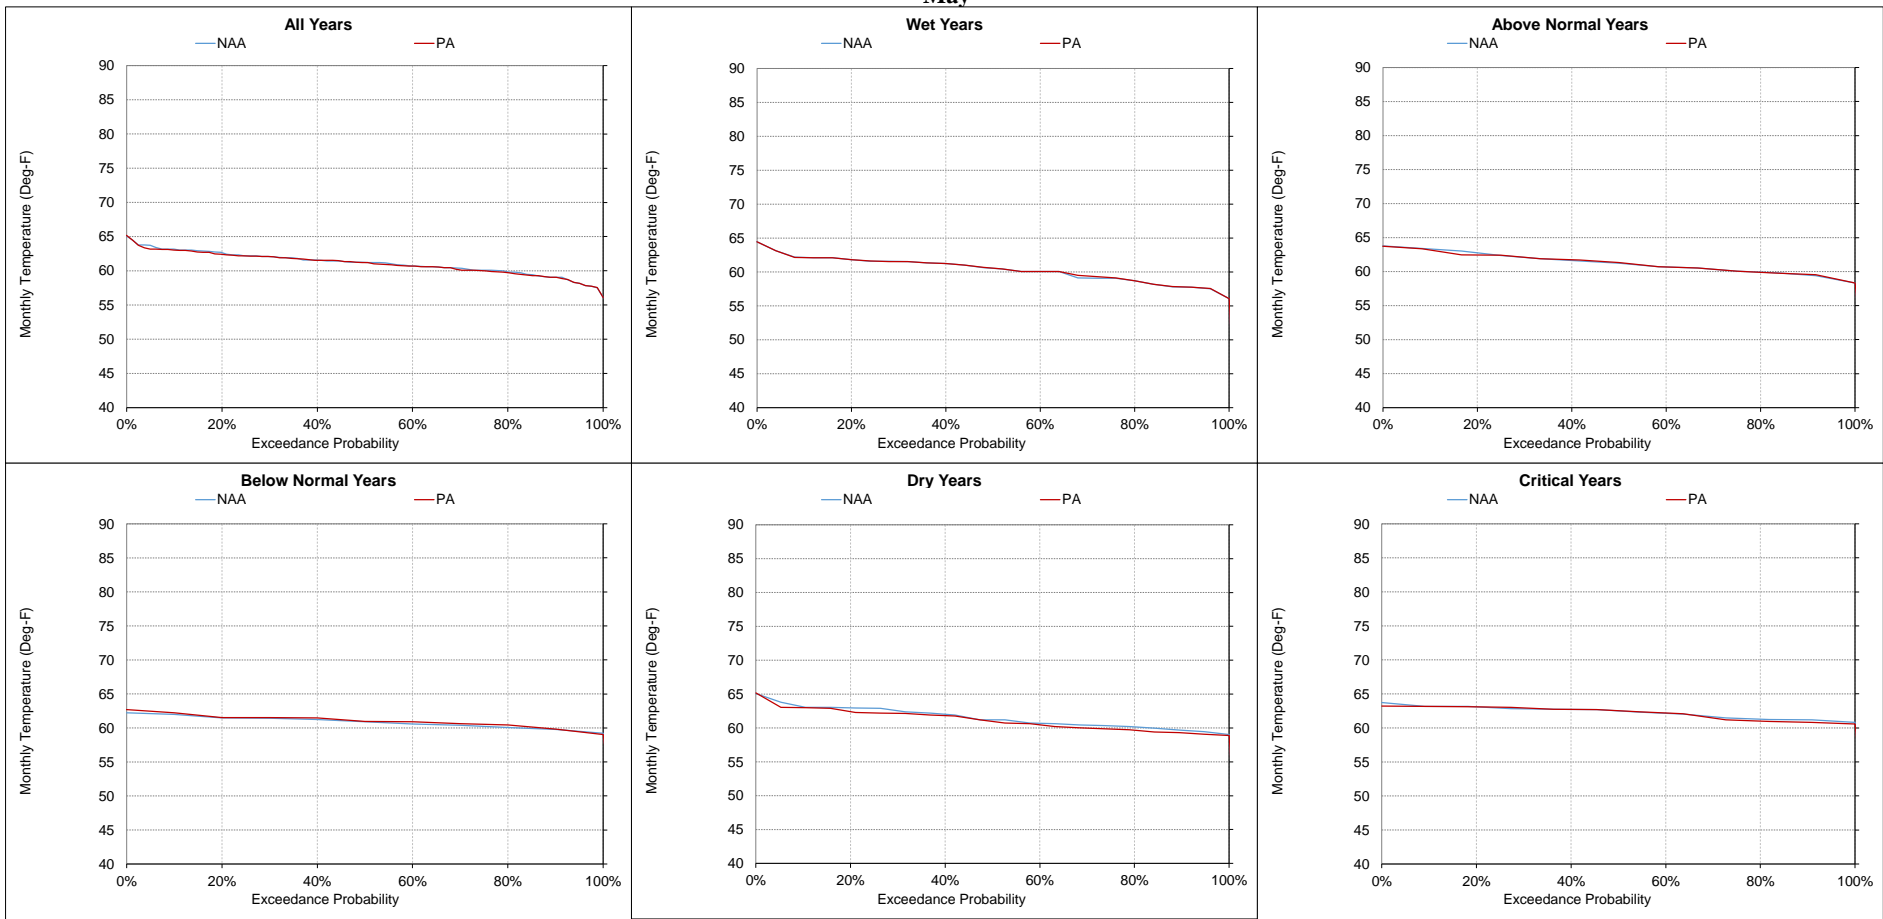 May
All Years
NAA PA
90
85
80
75
70
65
60
55
50
45
40
0% 20% 40% 60% 80% 100%
Exceedance Probability
Monthly Temperature (Deg-F)
Wet Years
NAA PA
90
85
80
75
70
65
60
55
50
45
40
0% 20% 40% 60% 80% 100%
Exceedance Probability
Monthly Temperature (Deg-F)
Above Normal Years
NAA PA
90
85
80
75
70
65
60
55
50
45
40
0% 20% 40% 60% 80% 100%
Exceedance Probability
Monthly Temperature (Deg-F)
Below Normal Years
NAA PA
90
85
80
75
70
65
60
55
50
45
40
0% 20% 40% 60% 80% 100%
Exceedance Probability
Monthly Temperature (Deg-F)
Dry Years
NAA PA
90
85
80
75
70
65
60
55
50
45
40
0% 20% 40% 60% 80% 100%
Exceedance Probability
Monthly Temperature (Deg-F)
Critical Years
NAA PA
90
85
80
75
70
65
60
55
50
45
40
0% 20% 40% 60% 80% 100%
Exceedance Probability
Monthly Temperature (Deg-F)